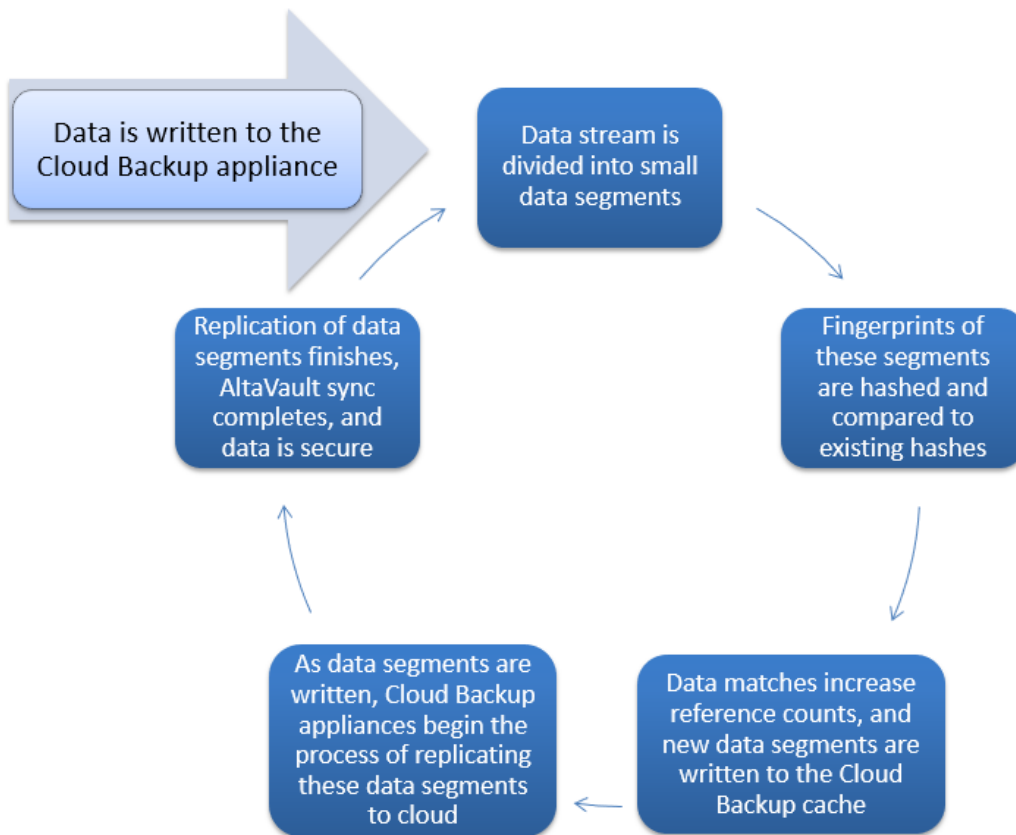 Data is written to the
Cloud Backup appliance
Data stream is
divided into small
data segments
Fingerprints of
these segments
are hashed and
compared to
existing hashes
Data matches increase
reference counts, and
new data segments are
written to the Cloud
Backup cache
As data segments are
written, Cloud Backup
appliances begin the
process of replicating
these data segments
to cloud
Replication of data
segments finishes,
AltaVault sync
completes, and
data is secure